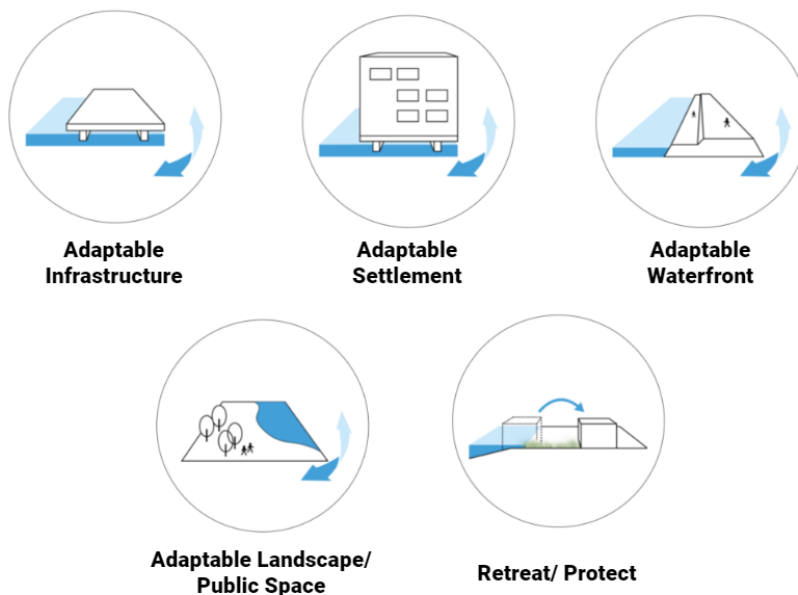 Adaptable
Infrastructure
Adaptable
Settlement
Adaptable
Waterfront
Adaptable Landscape/
Public Space
Retreat/ Protect